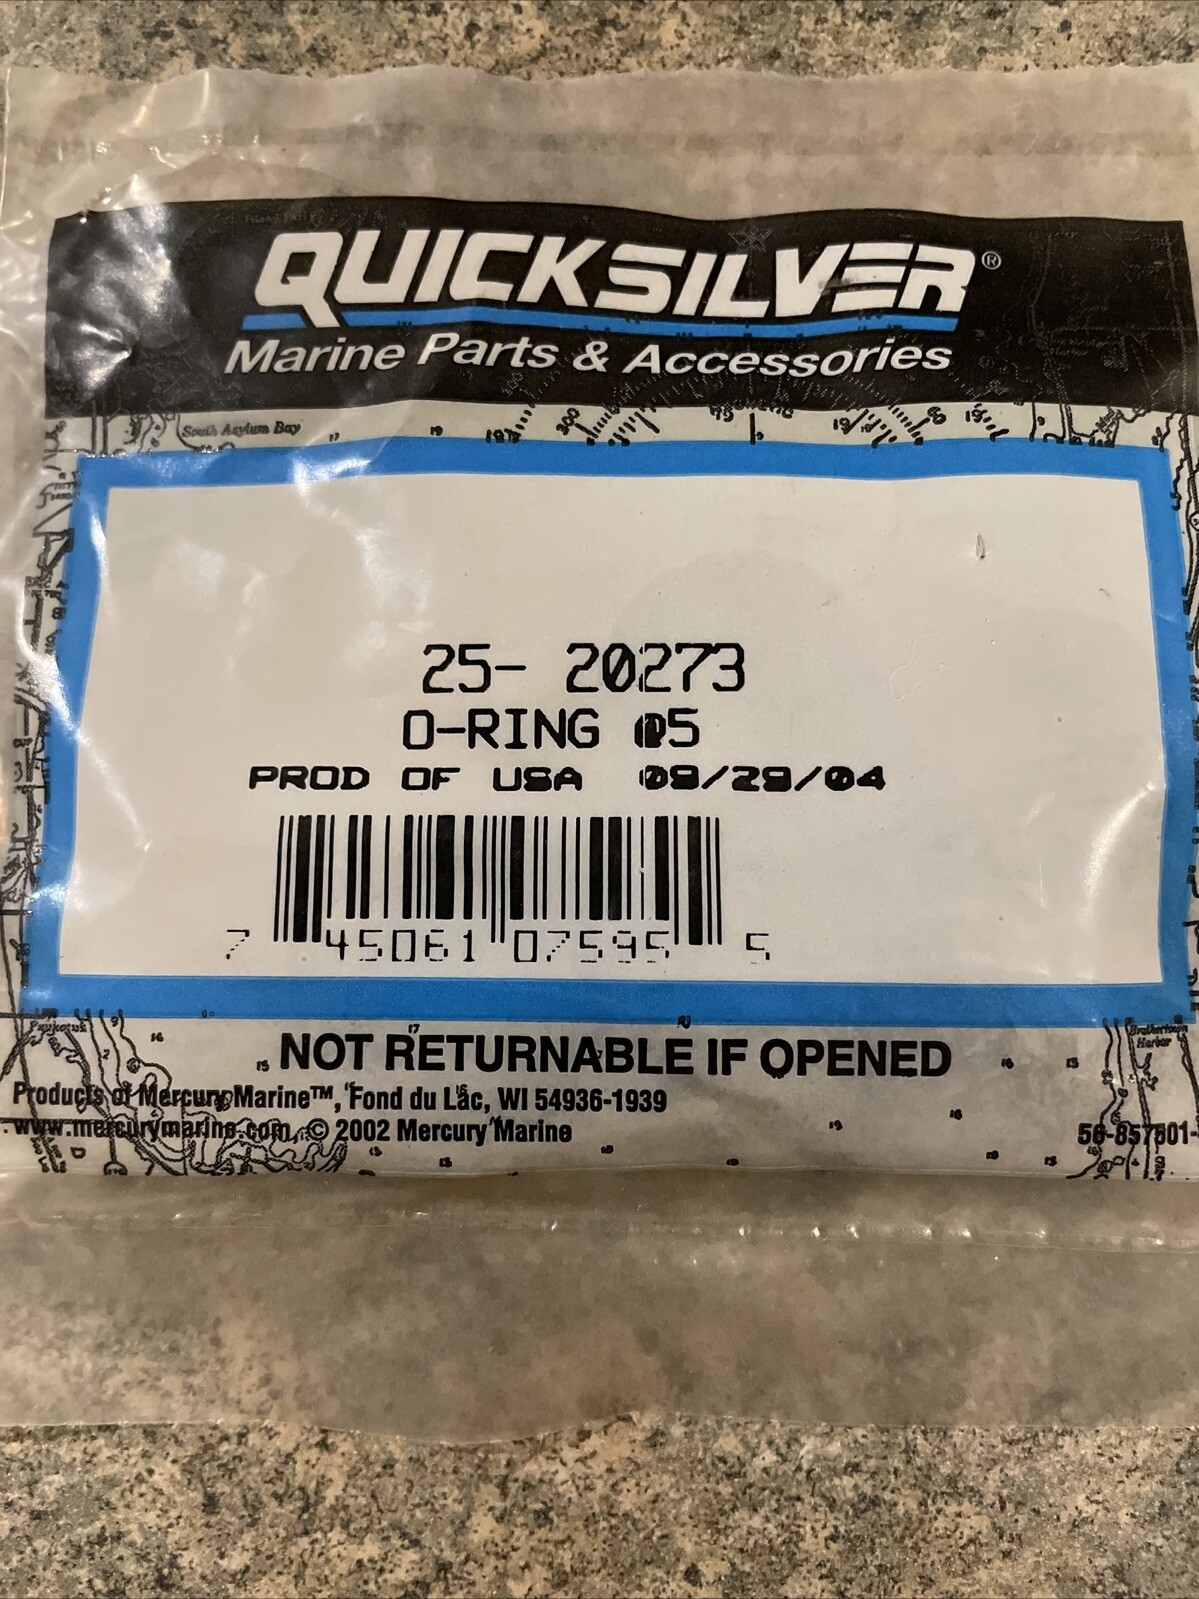 QUICKSILVER®
Marine Parts & Accessories
South Asylum Bay
25- 20273
O-RING @5
PROD OF USA 09/29/04
7 45061 07595 5
NOT RETURNABLE IF OPENED
Brothertown
Harbor
Products of Mercury Marine™, Fond du Lac, WI 54936-1939
www.mercurymarine.com, © 2002 Mercury Marine